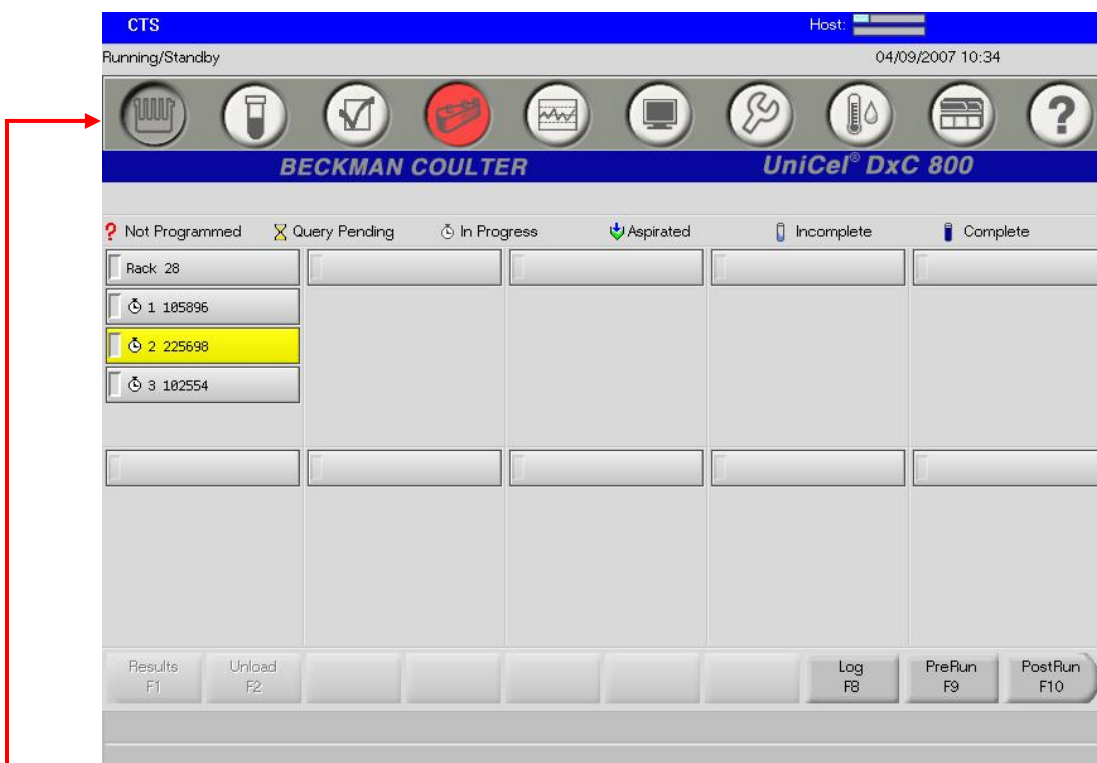 CTS Host:
Running/Standby 04/09/2007 10:34
?
BECKMAN COULTER UniCel® DxC 800
? Not Programmed Query Pending In Progress Aspirated Incomplete Complete
Rack 28
1 105896
2 225698
3 102554
Results Unload Log PreRun PostRun
F1 F2 F8 F9 F10